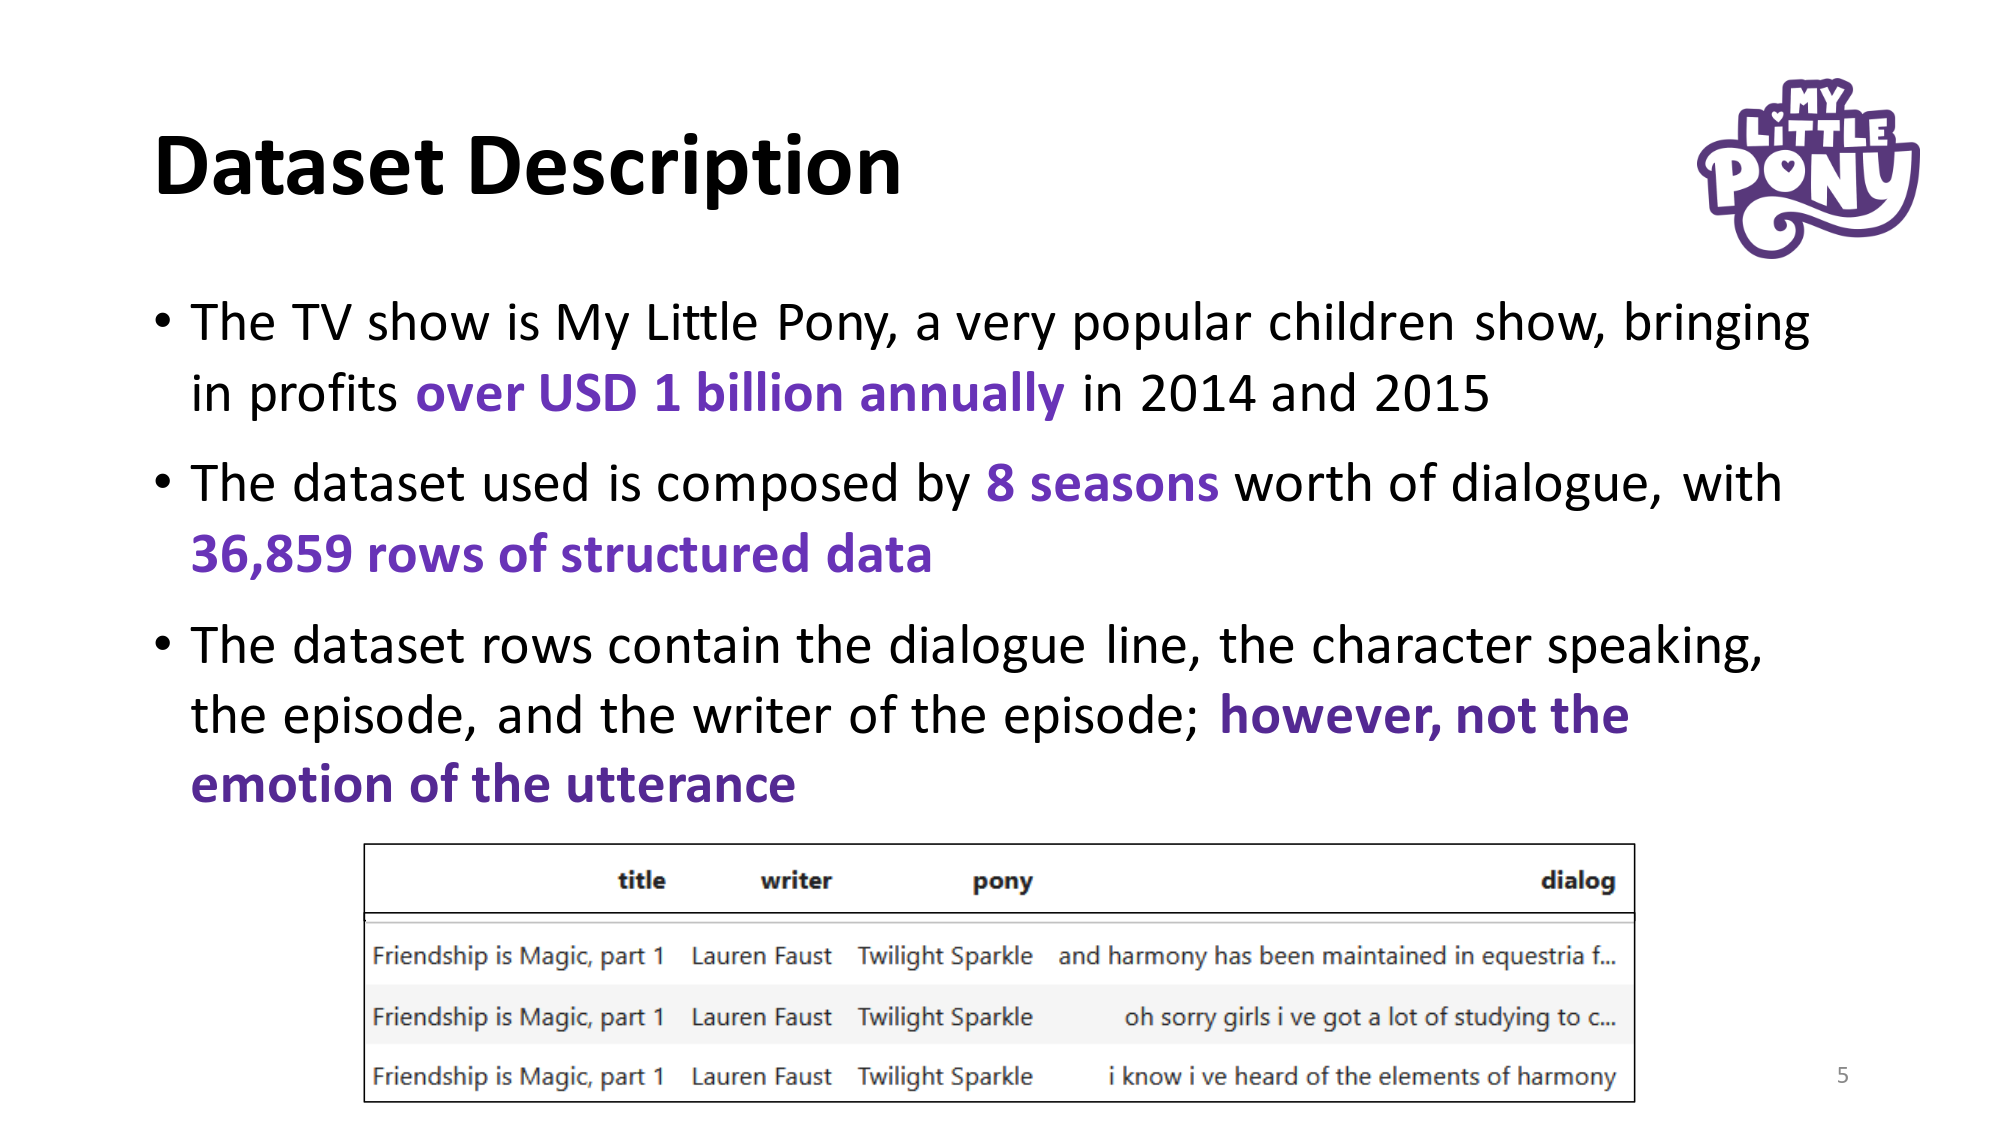 MY
LiTTLE
PONY
Dataset Description
• The TV show is My Little Pony, a very popular children show, bringing
in profits over USD 1 billion annually in 2014 and 2015
• The dataset used is composed by 8 seasons worth of dialogue, with
36,859 rows of structured data
• The dataset rows contain the dialogue line, the character speaking,
the episode, and the writer of the episode; however, not the
emotion of the utterance
title writer pony dialog
Friendship is Magic, part 1 Lauren Faust Twilight Sparkle and harmony has been maintained in equestria f...
Friendship is Magic, part 1 Lauren Faust Twilight Sparkle oh sorry girls i ve got a lot of studying to c...
Friendship is Magic, part 1 Lauren Faust Twilight Sparkle i know i ve heard of the elements of harmony
5